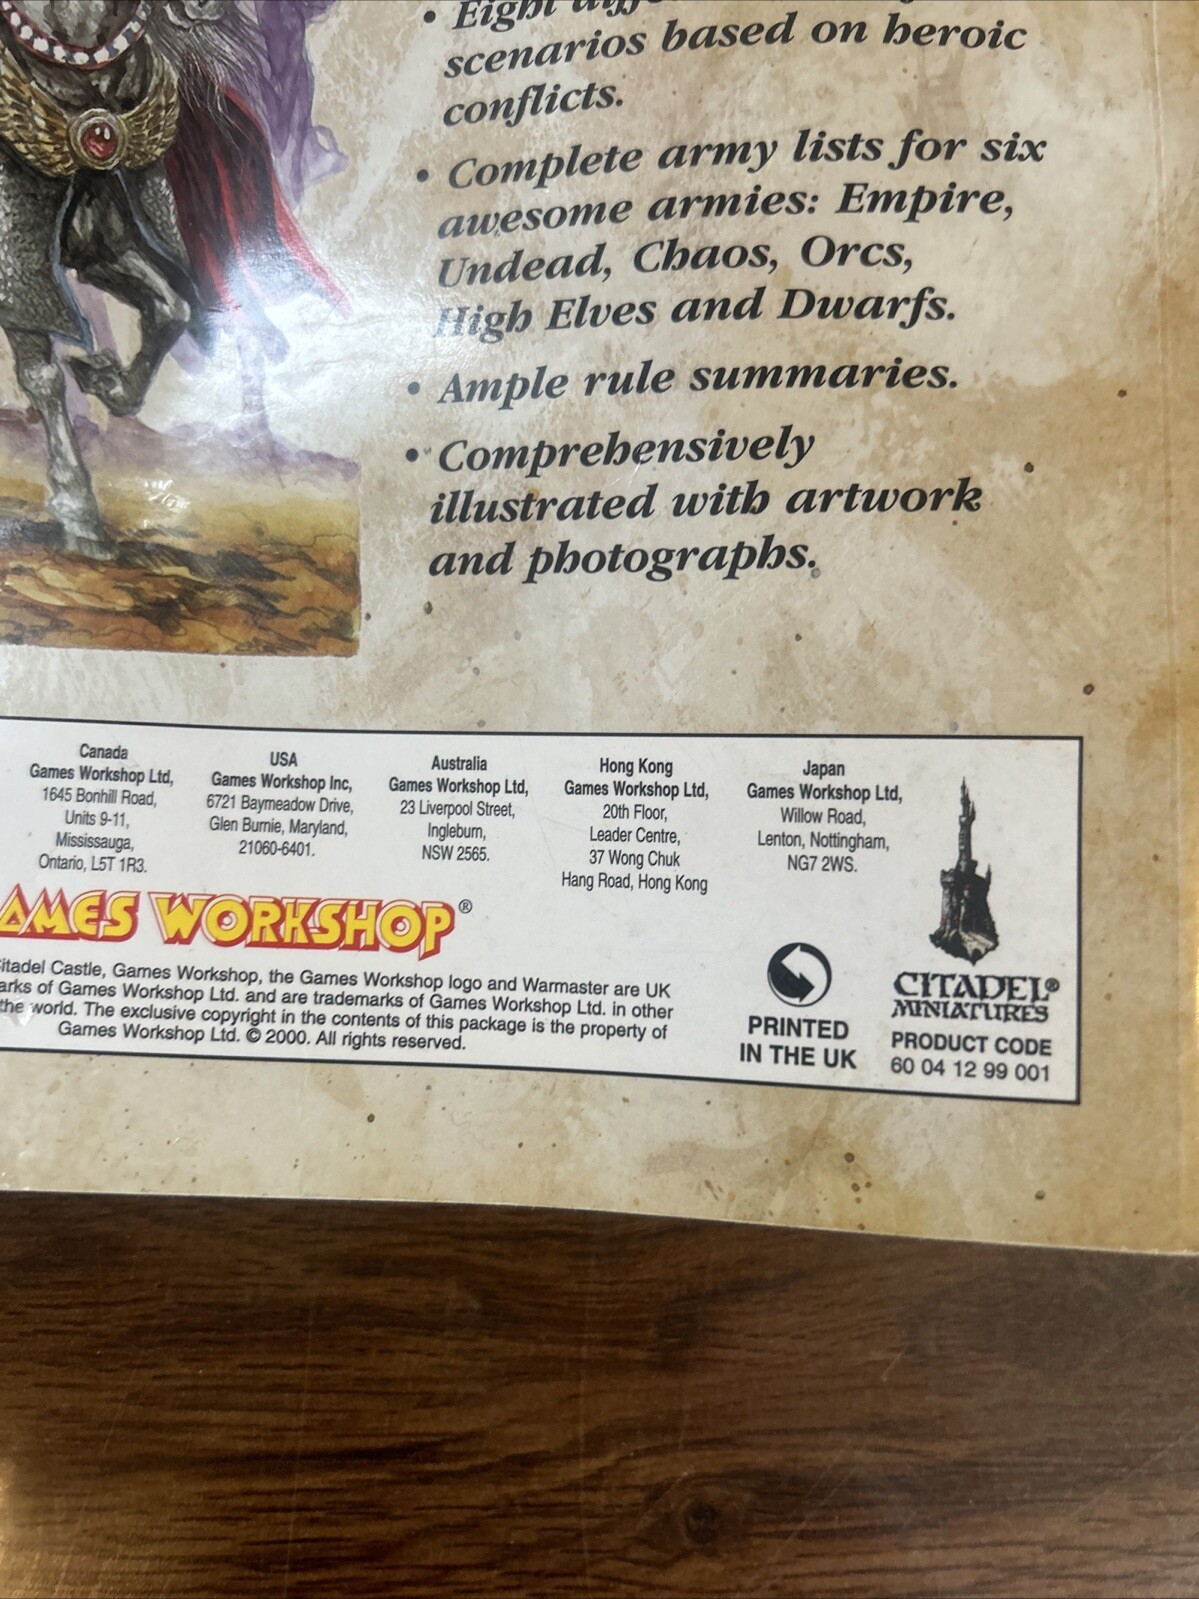 • Eight
scenarios based on heroic
conflicts.
• Complete army lists for six
awesome armies: Empire,
Undead, Chaos, Orcs,
High Elves and Dwarfs.
• Ample rule summaries.
• Comprehensively
illustrated with artwork
and photographs.
Canada
Games Workshop Ltd,
1645 Bonhill Road,
Units 9-11,
Mississauga,
Ontario, L5T 1R3.
USA
Games Workshop Inc,
6721 Baymeadow Drive,
Glen Burnie, Maryland,
21060-6401.
Australia
Games Workshop Ltd,
23 Liverpool Street,
Ingleburn,
NSW 2565.
Hong Kong
Games Workshop Ltd,
20th Floor,
Leader Centre,
37 Wong Chuk
Hang Road, Hong Kong
Japan
Games Workshop Ltd,
Willow Road,
Lenton, Nottingham,
NG7 2WS.
AMES WORKSHOP®
itadel Castle, Games Workshop, the Games Workshop logo and Warmaster are UK
arks of Games Workshop Ltd. and are trademarks of Games Workshop Ltd. in other
the world. The exclusive copyright in the contents of this package is the property of
Games Workshop Ltd. © 2000. All rights reserved.
PRINTED
IN THE UK
CITADEL®
MINIATURES
PRODUCT CODE
60 04 12 99 001